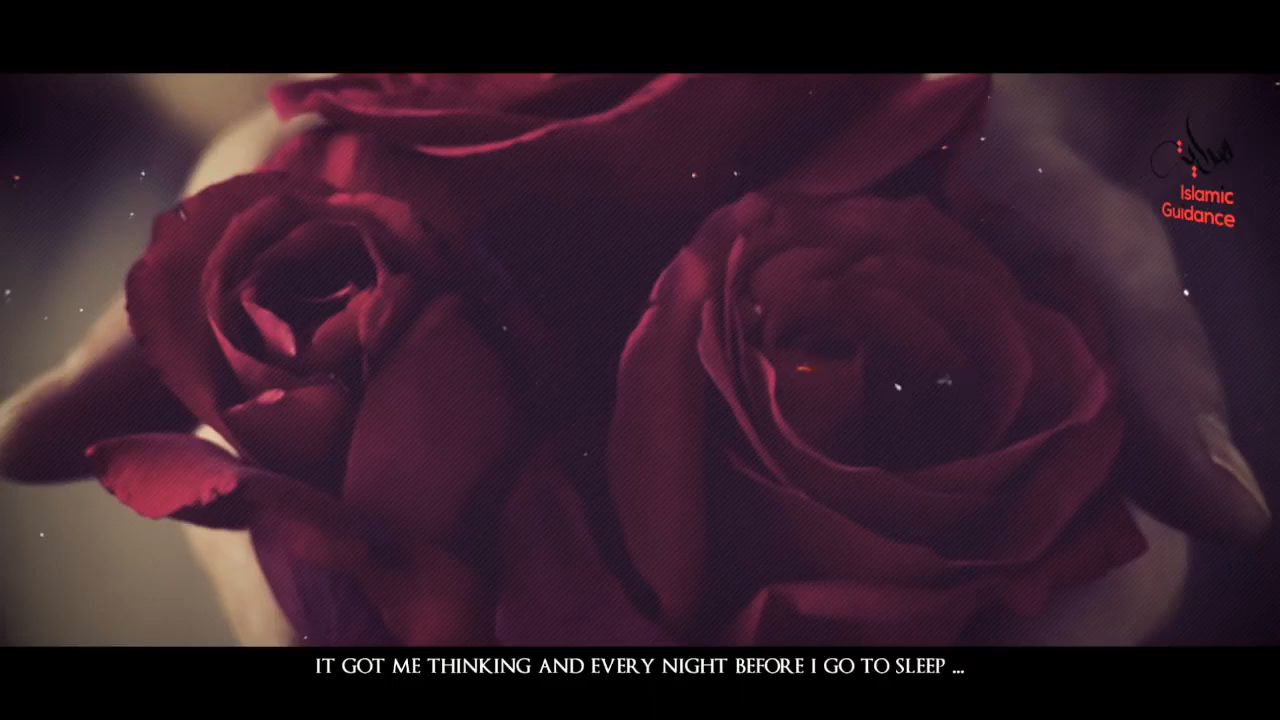 Islamic
Guidance
IT GOT ME THINKING AND EVERY NIGHT BEFORE I GO TO SLEEP ...